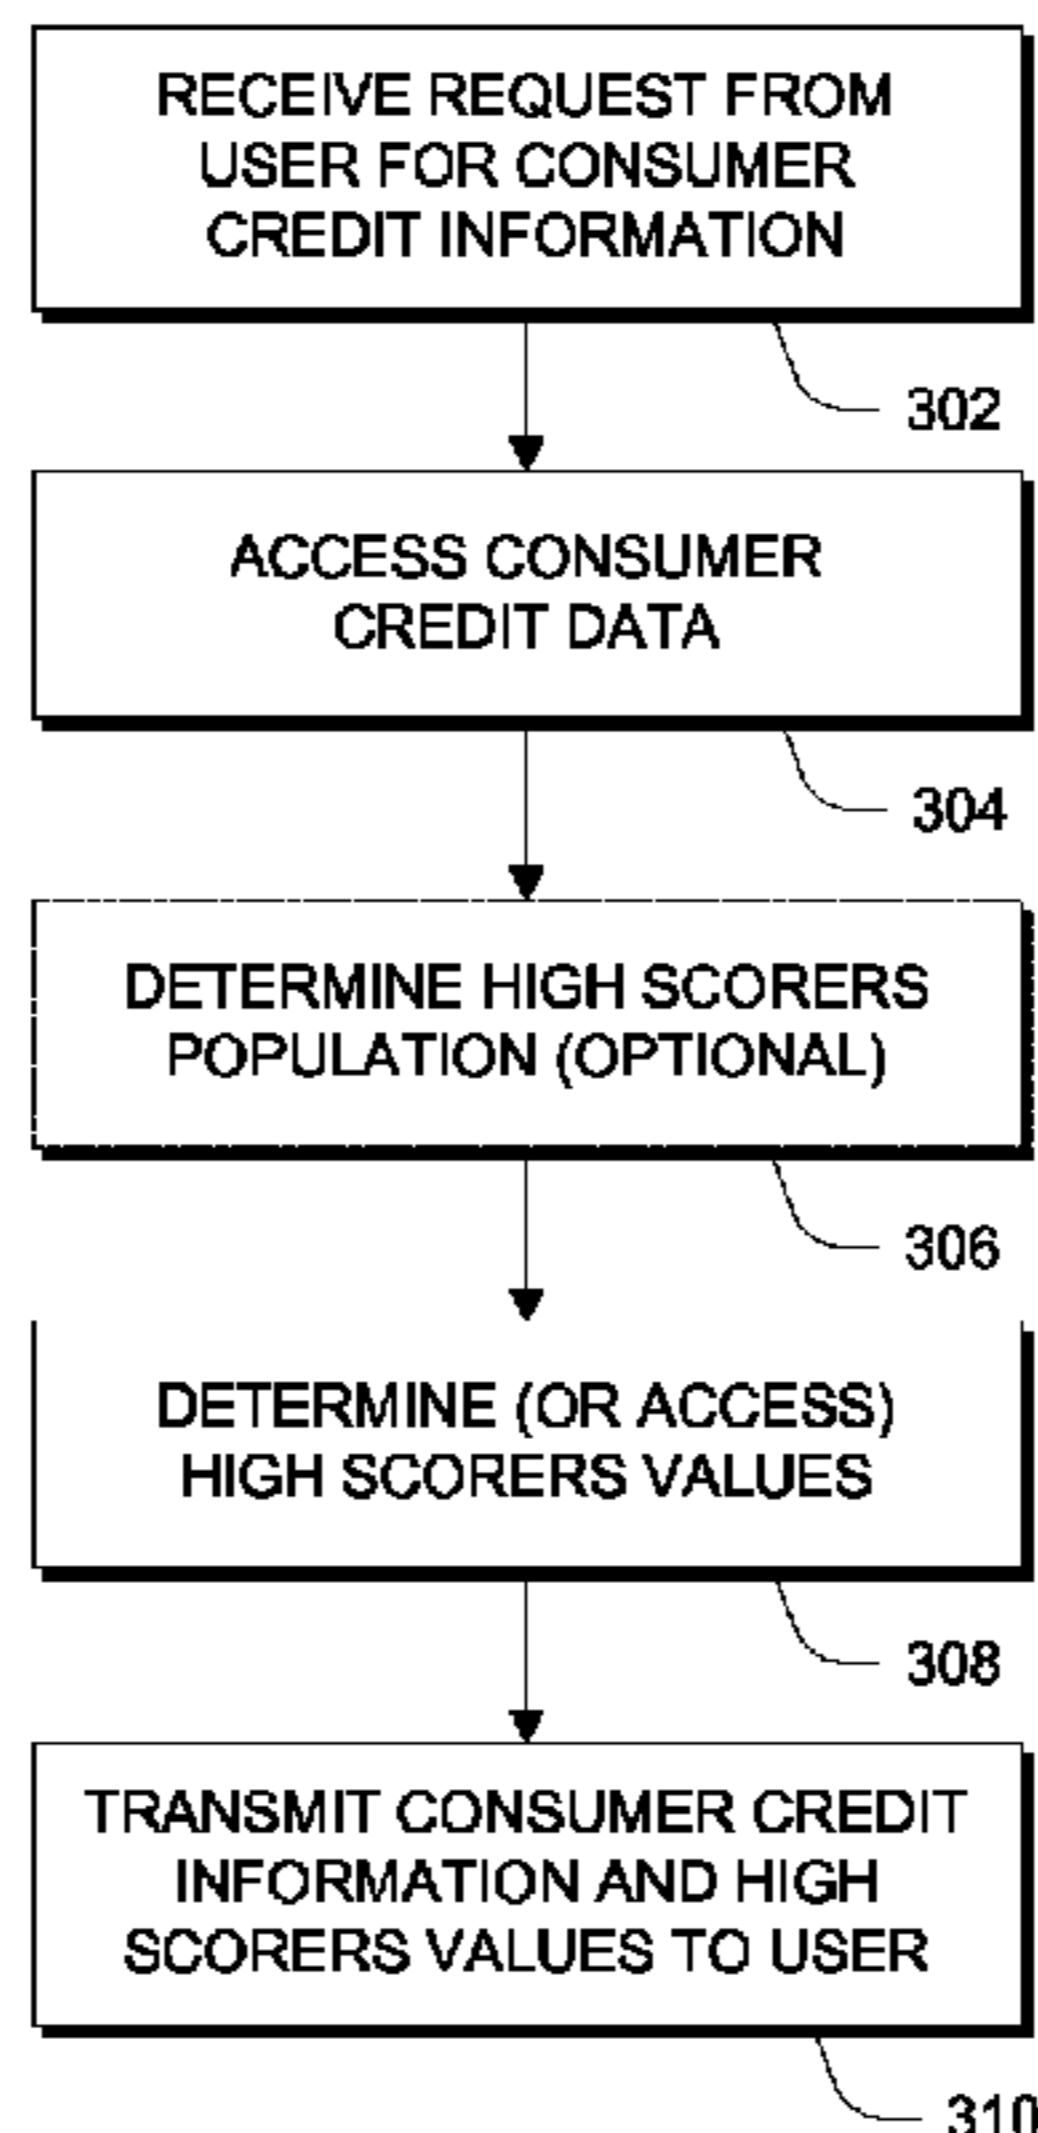 RECEIVE REQUEST FROM
USER FOR CONSUMER
CREDIT INFORMATION
302
ACCESS CONSUMER
CREDIT DATA
304
DETERMINE HIGH SCORERS
POPULATION (OPTIONAL)
306
DETERMINE (OR ACCESS)
HIGH SCORERS VALUES
308
TRANSMIT CONSUMER CREDIT
INFORMATION AND HIGH
SCORERS VALUES TO USER
310